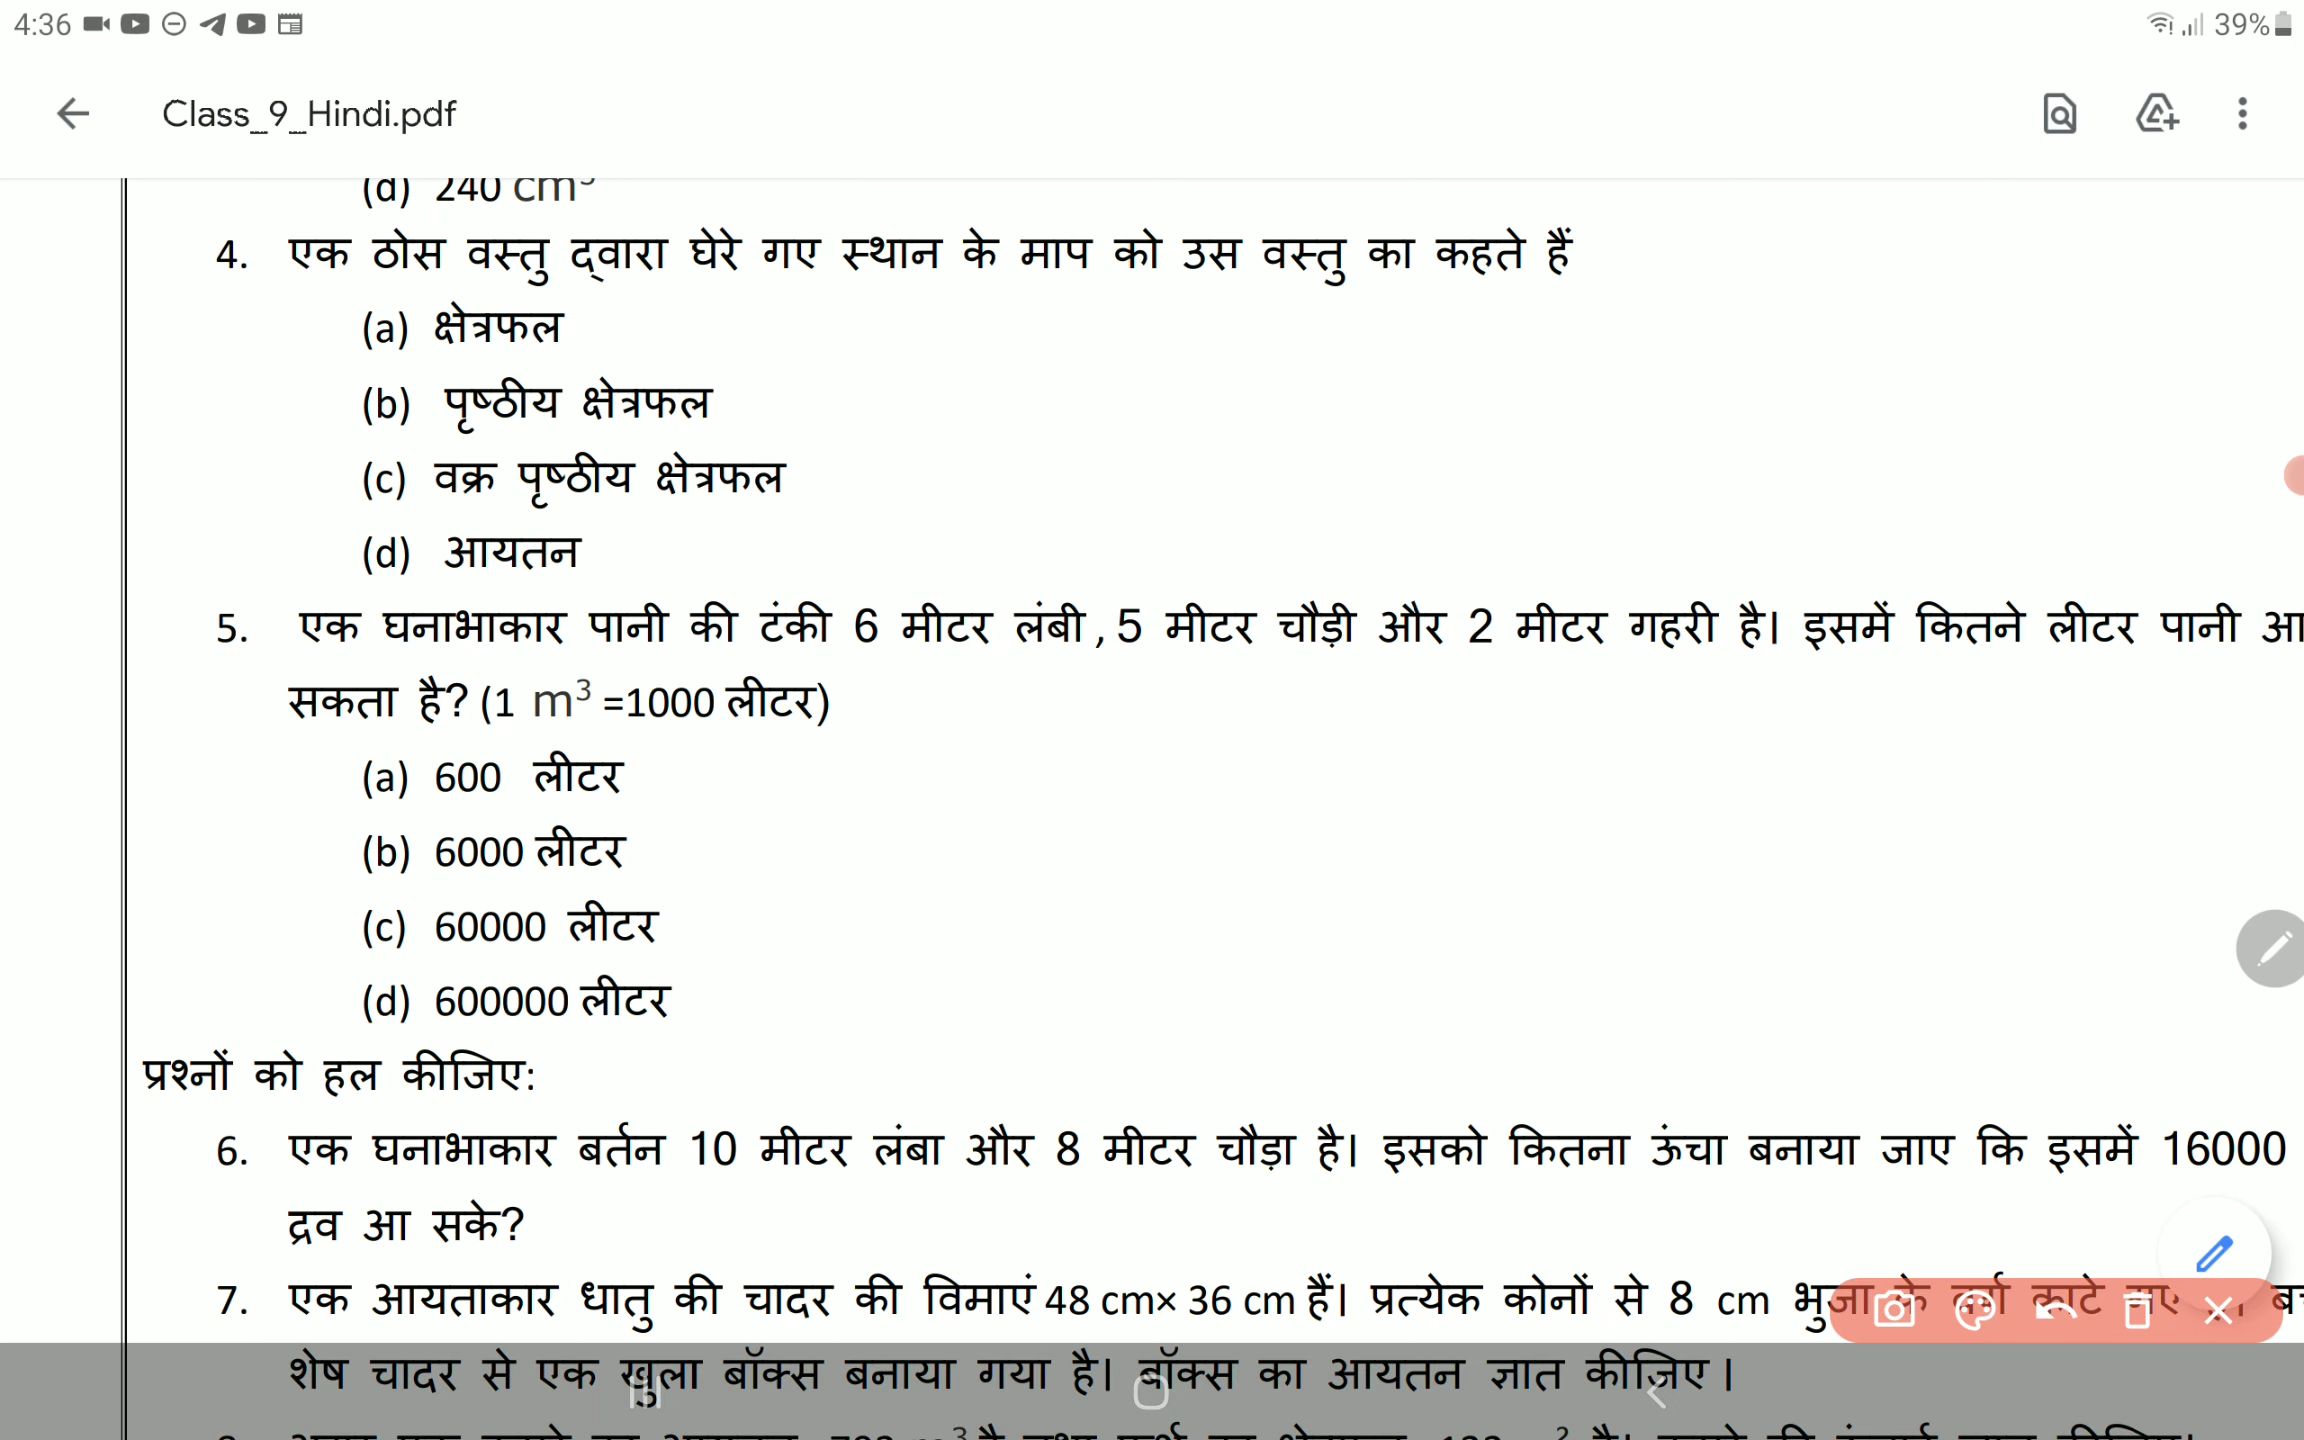 4:36
39%
Class_9_Hindi.pdf
(d) 240 cm³
4. एक ठोस वस्तु द्वारा घेरे गए स्थान के माप को उस वस्तु का कहते हैं
(a) क्षेत्रफल
(b) पृष्ठीय क्षेत्रफल
(c) वक्र पृष्ठीय क्षेत्रफल
(d) आयतन
5. एक घनाभाकार पानी की टंकी 6 मीटर लंबी, 5 मीटर चौड़ी और 2 मीटर गहरी है। इसमें कितने लीटर पानी आ
सकता है? (1 m³ =1000 लीटर)
(a) 600 लीटर
(b) 6000 लीटर
(c) 60000 लीटर
(d) 600000 लीटर
प्रश्नों को हल कीजिए:
6. एक घनाभाकार बर्तन 10 मीटर लंबा और 8 मीटर चौड़ा है। इसको कितना ऊंचा बनाया जाए कि इसमें 16000
द्रव आ सके?
7. एक आयताकार धातु की चादर की विमाएं 48 cm× 36 cm हैं। प्रत्येक कोनों से 8 cm भुजा के वर्ग काटे गए
शेष चादर से एक खुला बॉक्स बनाया गया है। बॉक्स का आयतन ज्ञात कीजिए।